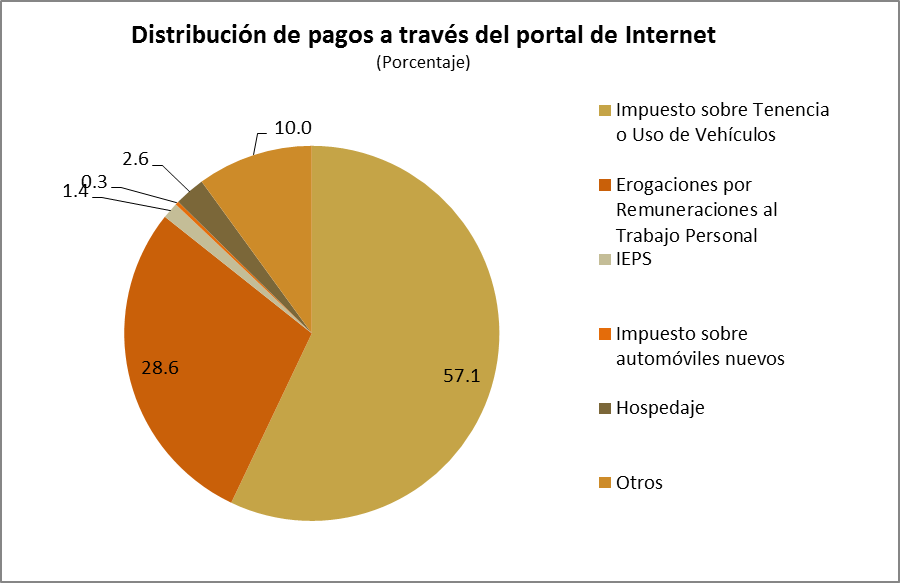 Distribución de pagos a través del portal de Internet
(Porcentaje)
10.0
2.6
0.3
1.4
28.6
57.1
Impuesto sobre Tenencia
o Uso de Vehículos
Erogaciones por
Remuneraciones al
Trabajo Personal
IEPS
Impuesto sobre
automóviles nuevos
Hospedaje
Otros